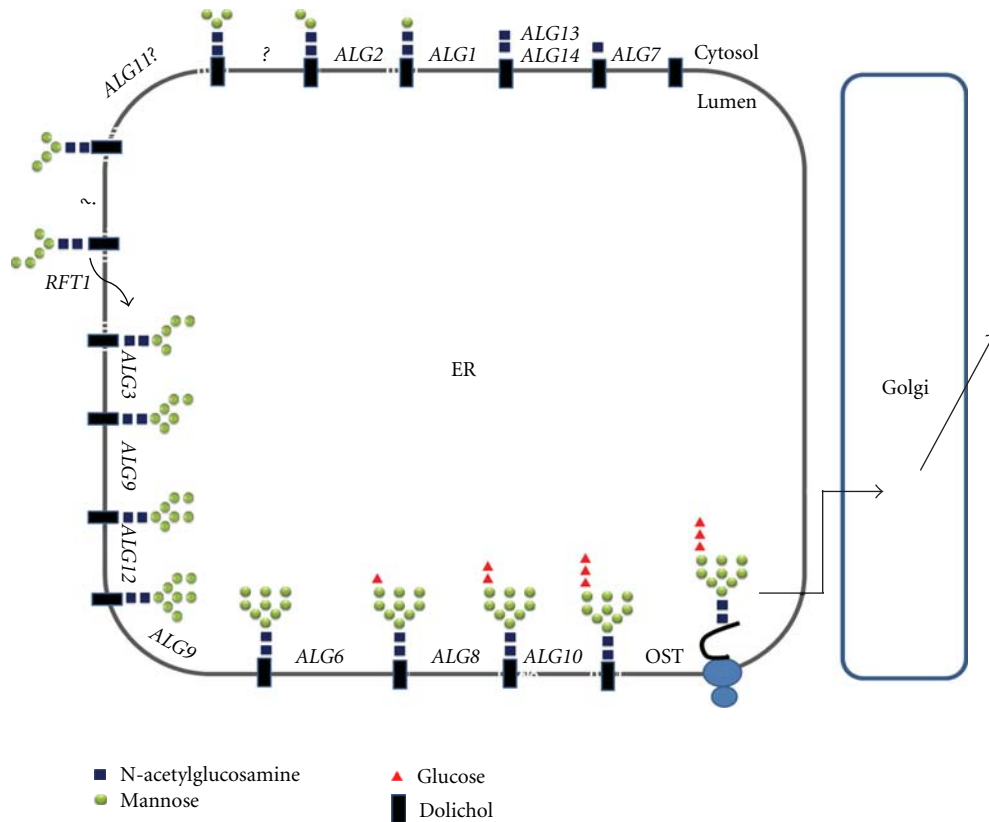 ALG13
ALG11?
?
ALG2
ALG1
ALG14
ALG7
Cytosol
Lumen
?
RFT1
ALG3
ER
Golgi
ALG9
ALG12
ALG9
ALG6
ALG8
ALG10
OST
N-acetylglucosamine
Glucose
Mannose
Dolichol